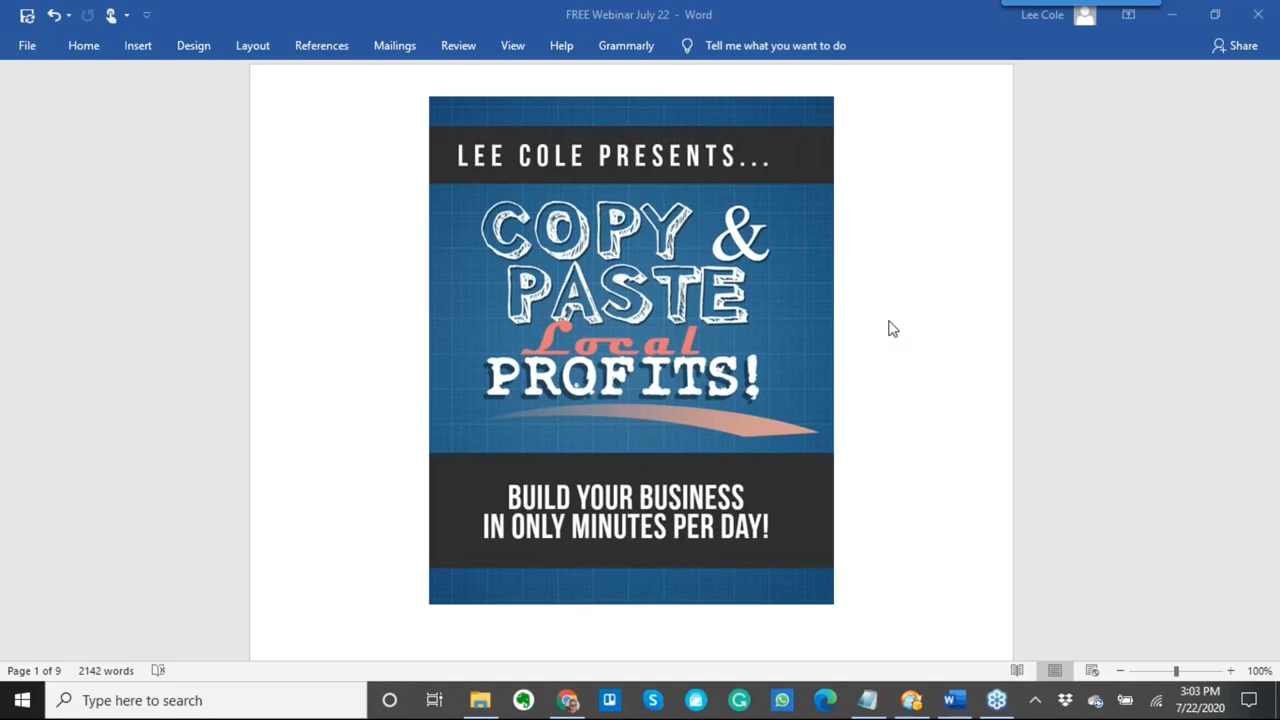 FREE Webinar July 22 - Word
Lee Cole
File Home Insert Design Layout References Mailings Review View Help Grammarly Tell me what you want to do Share
LEE COLE PRESENTS...
COPY &
PASTE
Local
PROFITS!
BUILD YOUR BUSINESS
IN ONLY MINUTES PER DAY!
Page 1 of 9 2142 words 100%
Type here to search
3:03 PM
7/22/2020